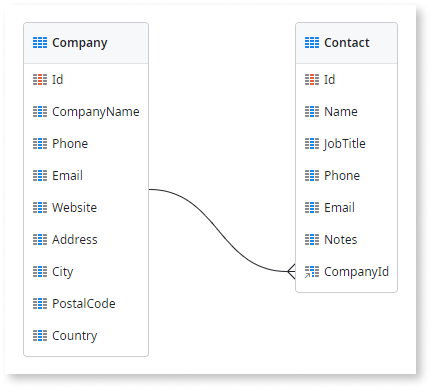 Company
Id
CompanyName
Phone
Email
Website
Address
City
PostalCode
Country
Contact
Id
Name
JobTitle
Phone
Email
Notes
CompanyId